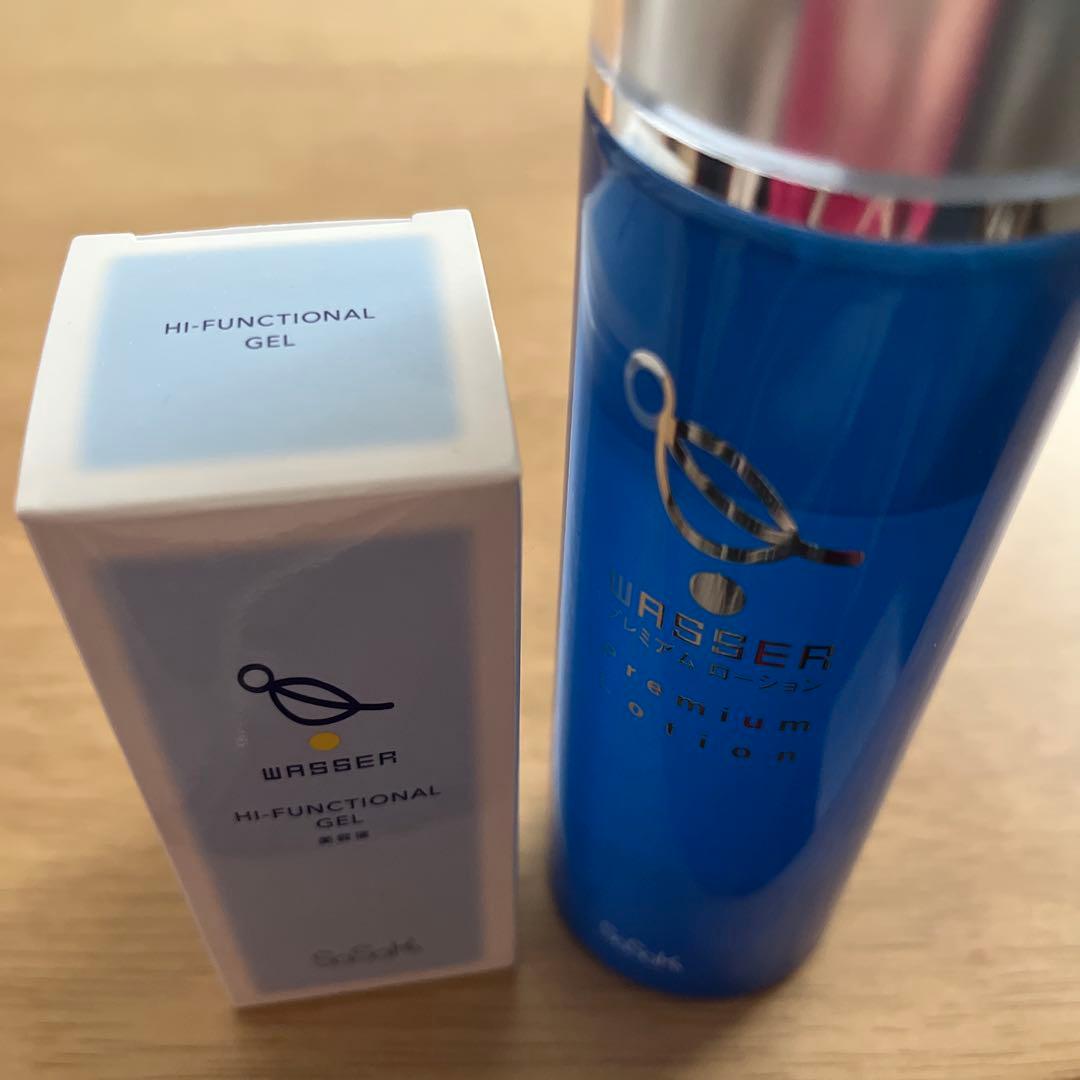 HI-FUNCTIONAL
GEL
WASSER
HI-FUNCTIONAL
GEL
美容液
WASSER
プレミアム ローション
premium
lotion